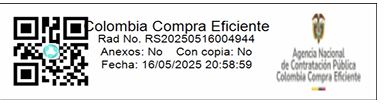 Colombia Compra Eficiente
Rad No. RS20250516004944
Anexos: No Con copia: No
Fecha: 16/05/2025 20:58:59
Agencia Nacional
de Contratación Pública
Colombia Compra Eficiente